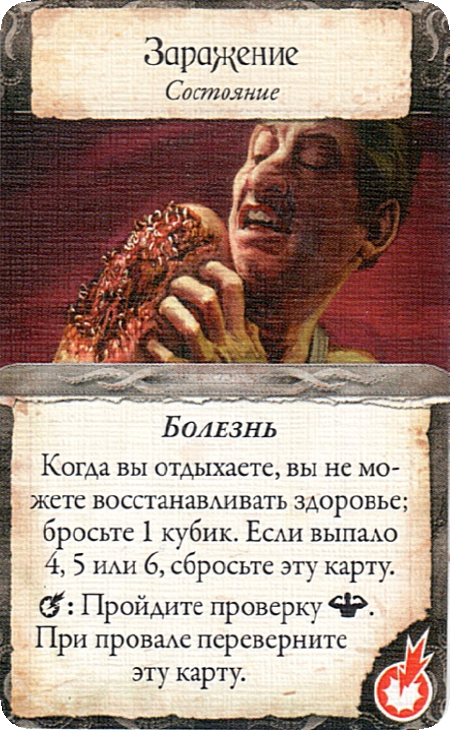 Заражение
Состояние
Болезнь
Когда вы отдыхаете, вы не мо-
жете восстанавливать здоровье;
бросьте 1 кубик. Если выпало
4, 5 или 6, сбросьте эту карту.
: Пройдите проверку .
При провале переверните
эту карту.